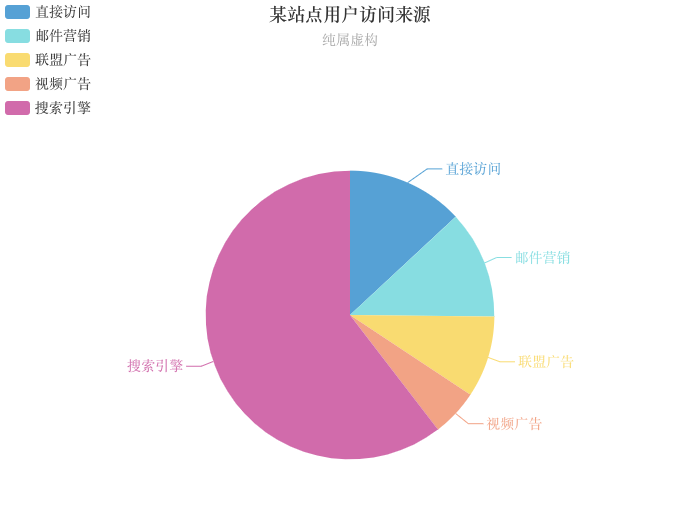 某站点用户访问来源
纯属虚构
直接访问
邮件营销
联盟广告
视频广告
搜索引擎
直接访问
邮件营销
联盟广告
搜索引擎
视频广告